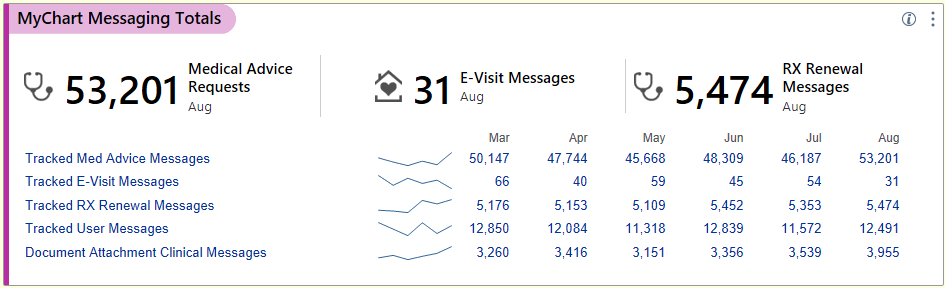 MyChart Messaging Totals
53,201 Medical Advice Requests Aug
31 E-Visit Messages Aug
5,474 RX Renewal Messages Aug
Mar Apr May Jun Jul Aug
Tracked Med Advice Messages 50,147 47,744 45,668 48,309 46,187 53,201
Tracked E-Visit Messages 66 40 59 45 54 31
Tracked RX Renewal Messages 5,176 5,153 5,109 5,452 5,353 5,474
Tracked User Messages 12,850 12,084 11,318 12,839 11,572 12,491
Document Attachment Clinical Messages 3,260 3,416 3,151 3,356 3,539 3,955